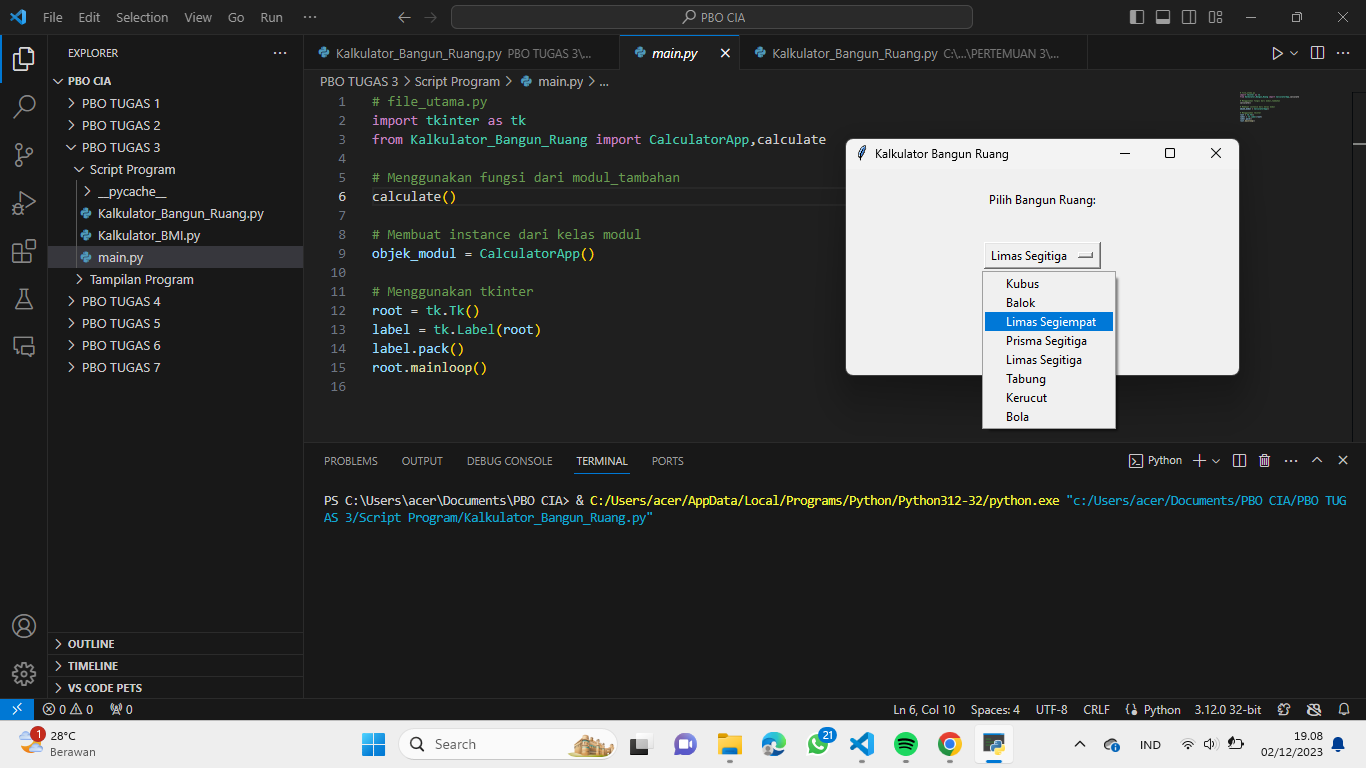 File Edit Selection View Go Run ···
PBO CIA
EXPLORER
PBO CIA
PBO TUGAS 1
PBO TUGAS 2
PBO TUGAS 3
Script Program
__pycache__
Kalkulator_Bangun_Ruang.py
Kalkulator_BMI.py
main.py
Tampilan Program
PBO TUGAS 4
PBO TUGAS 5
PBO TUGAS 6
PBO TUGAS 7
OUTLINE
TIMELINE
VS CODE PETS
Kalkulator_Bangun_Ruang.py PBO TUGAS 3\... main.py Kalkulator_Bangun_Ruang.py C:\...\PERTEMUAN 3\...
PBO TUGAS 3 > Script Program > main.py > ...
1 # file_utama.py
2 import tkinter as tk
3 from Kalkulator_Bangun_Ruang import CalculatorApp,calculate
4
5 # Menggunakan fungsi dari modul_tambahan
6 calculate()
7
8 # Membuat instance dari kelas modul
9 objek_modul = CalculatorApp()
10
11 # Menggunakan tkinter
12 root = tk.Tk()
13 label = tk.Label(root)
14 label.pack()
15 root.mainloop()
16
Kalkulator Bangun Ruang
Pilih Bangun Ruang:
Limas Segitiga
Kubus
Balok
Limas Segiempat
Prisma Segitiga
Limas Segitiga
Tabung
Kerucut
Bola
PROBLEMS OUTPUT DEBUG CONSOLE TERMINAL PORTS
Python
PS C:\Users\acer\Documents\PBO CIA> & C:/Users/acer/AppData/Local/Programs/Python/Python312-32/python.exe "c:/Users/acer/Documents/PBO CIA/PBO TUG
AS 3/Script Program/Kalkulator_Bangun_Ruang.py"
0 0 0
Ln 6, Col 10 Spaces: 4 UTF-8 CRLF Python 3.12.0 32-bit
1
28°C
Berawan
Search
21
IND
19.08
02/12/2023